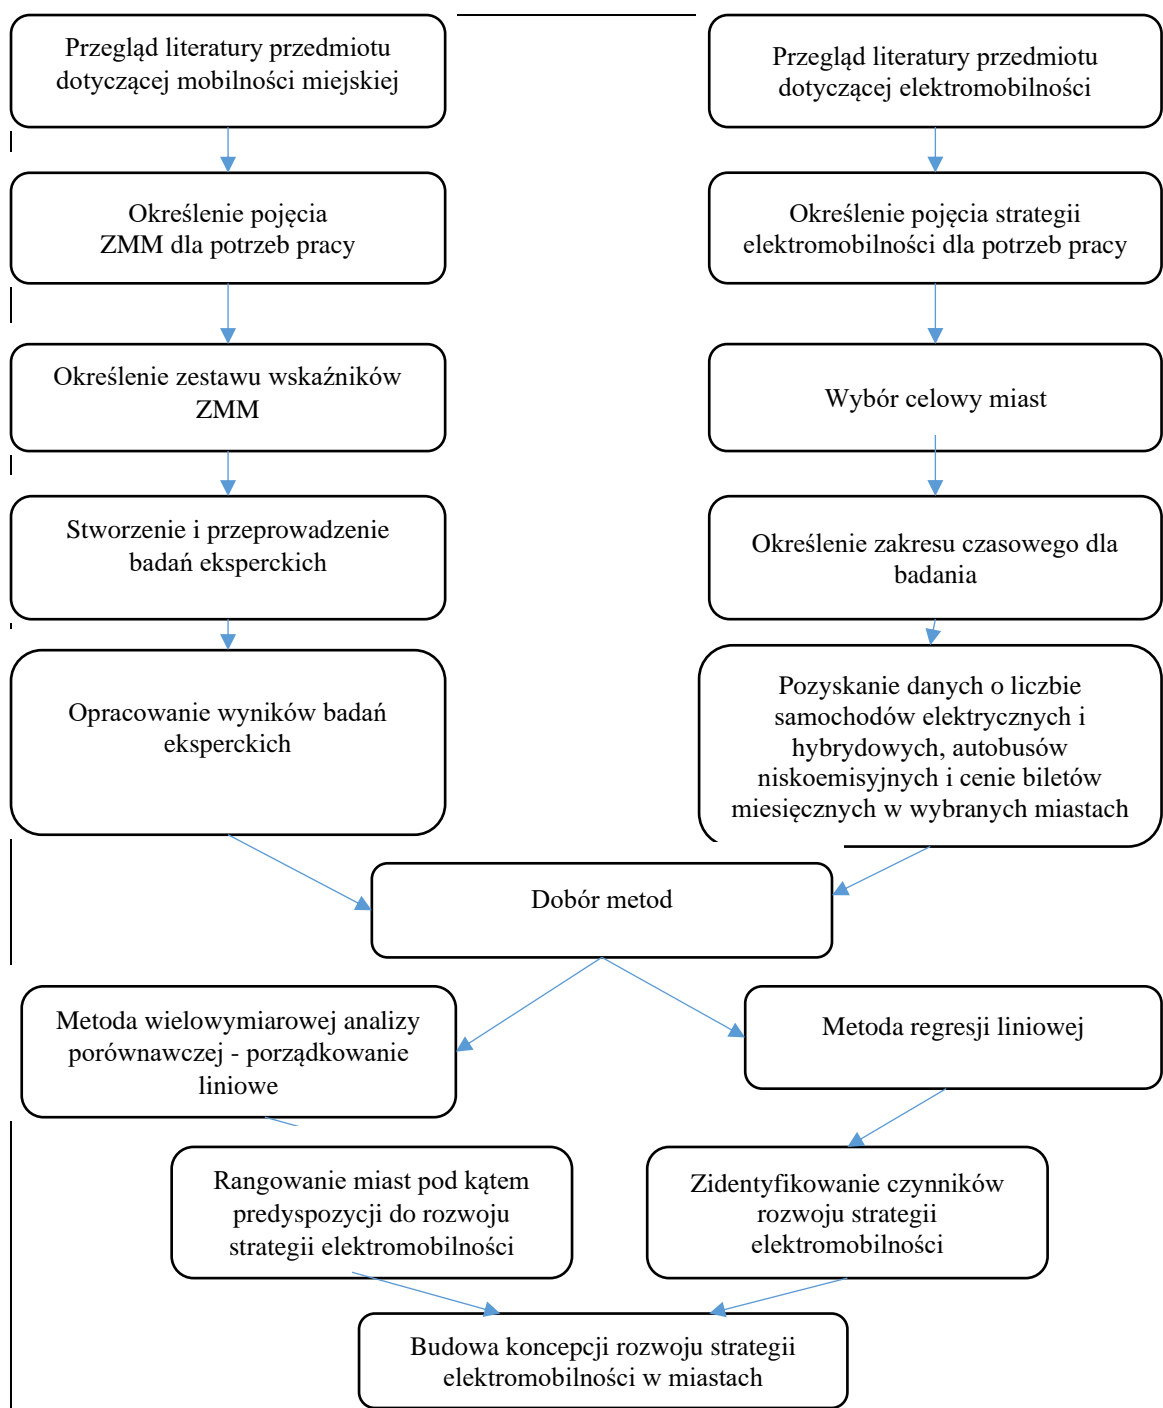 Przegląd literatury przedmiotu
dotyczącej mobilności miejskiej
Przegląd literatury przedmiotu
dotyczącej elektromobilności
Określenie pojęcia
ZMM dla potrzeb pracy
Określenie pojęcia strategii
elektromobilności dla potrzeb pracy
Określenie zestawu wskaźników
ZMM
Wybór celowy miast
Stworzenie i przeprowadzenie
badań eksperckich
Określenie zakresu czasowego dla
badania
Opracowanie wyników badań
eksperckich
Pozyskanie danych o liczbie
samochodów elektrycznych i
hybrydowych, autobusów
niskoemisyjnych i cenie biletów
miesięcznych w wybranych miastach
Dobór metod
Metoda wielowymiarowej analizy
porównawczej - porządkowanie
liniowe
Metoda regresji liniowej
Rangowanie miast pod kątem
predyspozycji do rozwoju
strategii elektromobilności
Zidentyfikowanie czynników
rozwoju strategii
elektromobilności
Budowa koncepcji rozwoju strategii
elektromobilności w miastach